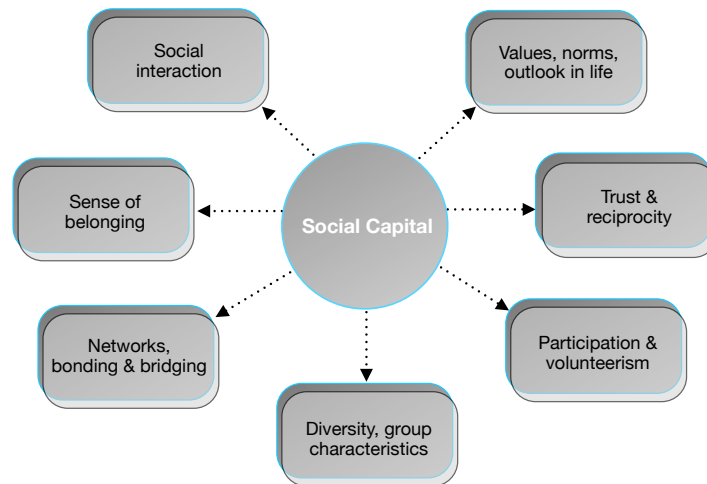 Social
interaction
Values, norms,
outlook in life
Sense of
belonging
Social Capital
Trust &
reciprocity
Networks,
bonding & bridging
Participation &
volunteerism
Diversity, group
characteristics